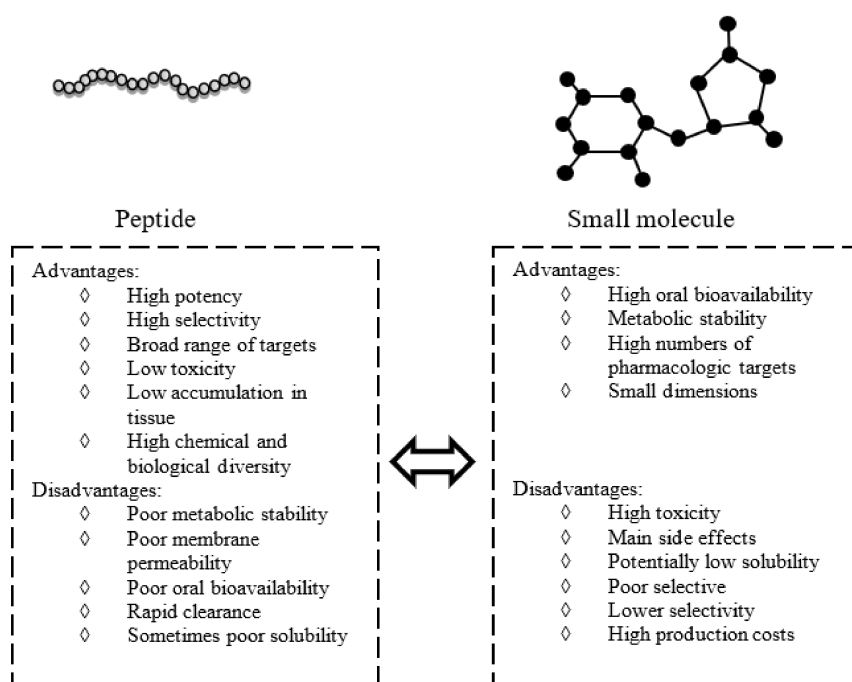 Peptide
Advantages:
◊ High potency
◊ High selectivity
◊ Broad range of targets
◊ Low toxicity
◊ Low accumulation in
tissue
◊ High chemical and
biological diversity
Disadvantages:
◊ Poor metabolic stability
◊ Poor membrane
permeability
◊ Poor oral bioavailability
◊ Rapid clearance
◊ Sometimes poor solubility
Small molecule
Advantages:
◊ High oral bioavailability
◊ Metabolic stability
◊ High numbers of
pharmacologic targets
◊ Small dimensions
Disadvantages:
◊ High toxicity
◊ Main side effects
◊ Potentially low solubility
◊ Poor selective
◊ Lower selectivity
◊ High production costs